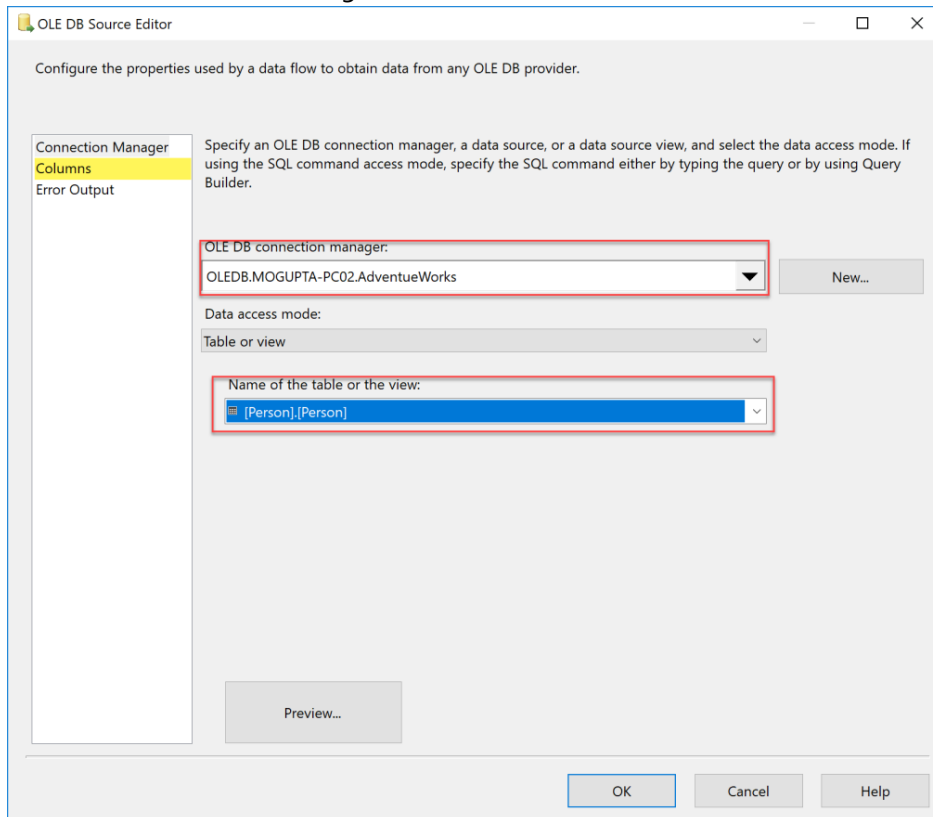 OLE DB Source Editor
Configure the properties used by a data flow to obtain data from any OLE DB provider.
Connection Manager
Columns
Error Output
Specify an OLE DB connection manager, a data source, or a data source view, and select the data access mode. If
using the SQL command access mode, specify the SQL command either by typing the query or by using Query
Builder.
OLE DB connection manager:
OLEDB.MOGUPTA-PC02.AdventueWorks
New...
Data access mode:
Table or view
Name of the table or the view:
[Person].[Person]
Preview...
OK
Cancel
Help